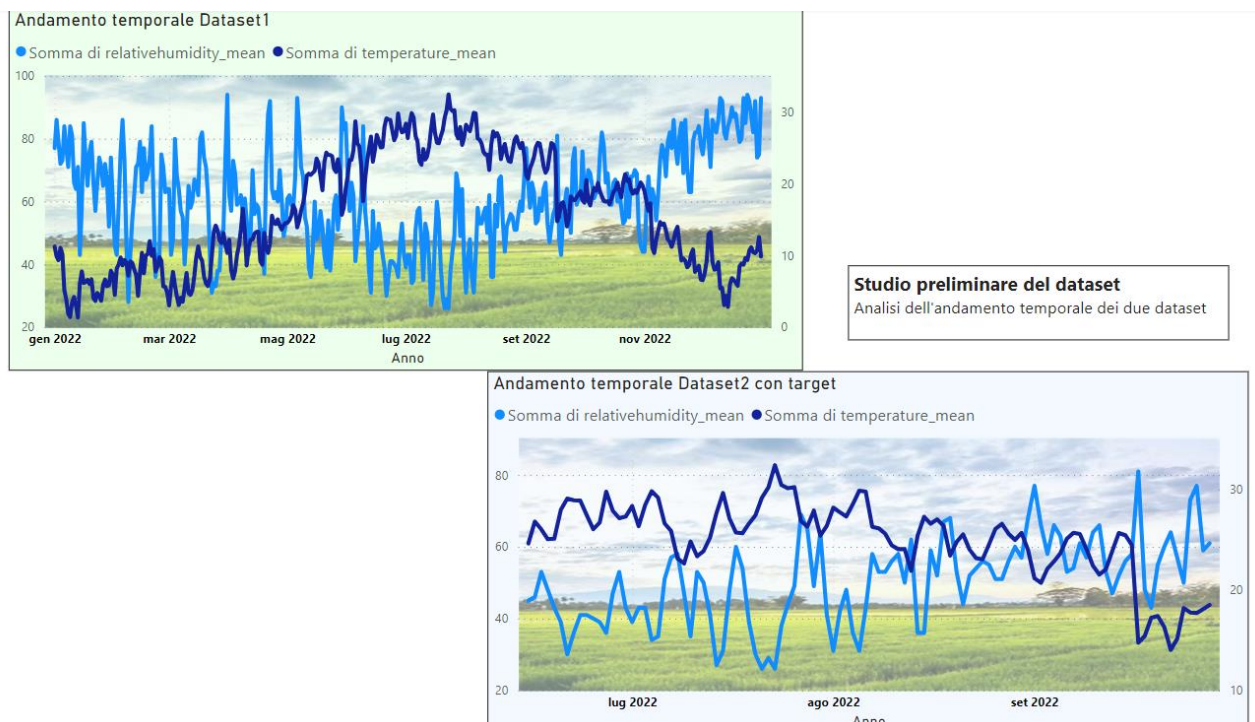 Andamento temporale Dataset1
Somma di relativehumidity_mean Somma di temperature_mean
100
80
60
40
20
30
20
10
0
gen 2022 mar 2022 mag 2022 lug 2022 set 2022 nov 2022
Anno
Studio preliminare del dataset
Analisi dell'andamento temporale dei due dataset
Andamento temporale Dataset2 con target
Somma di relativehumidity_mean Somma di temperature_mean
80
60
40
20
30
20
10
lug 2022 ago 2022 set 2022
Anno